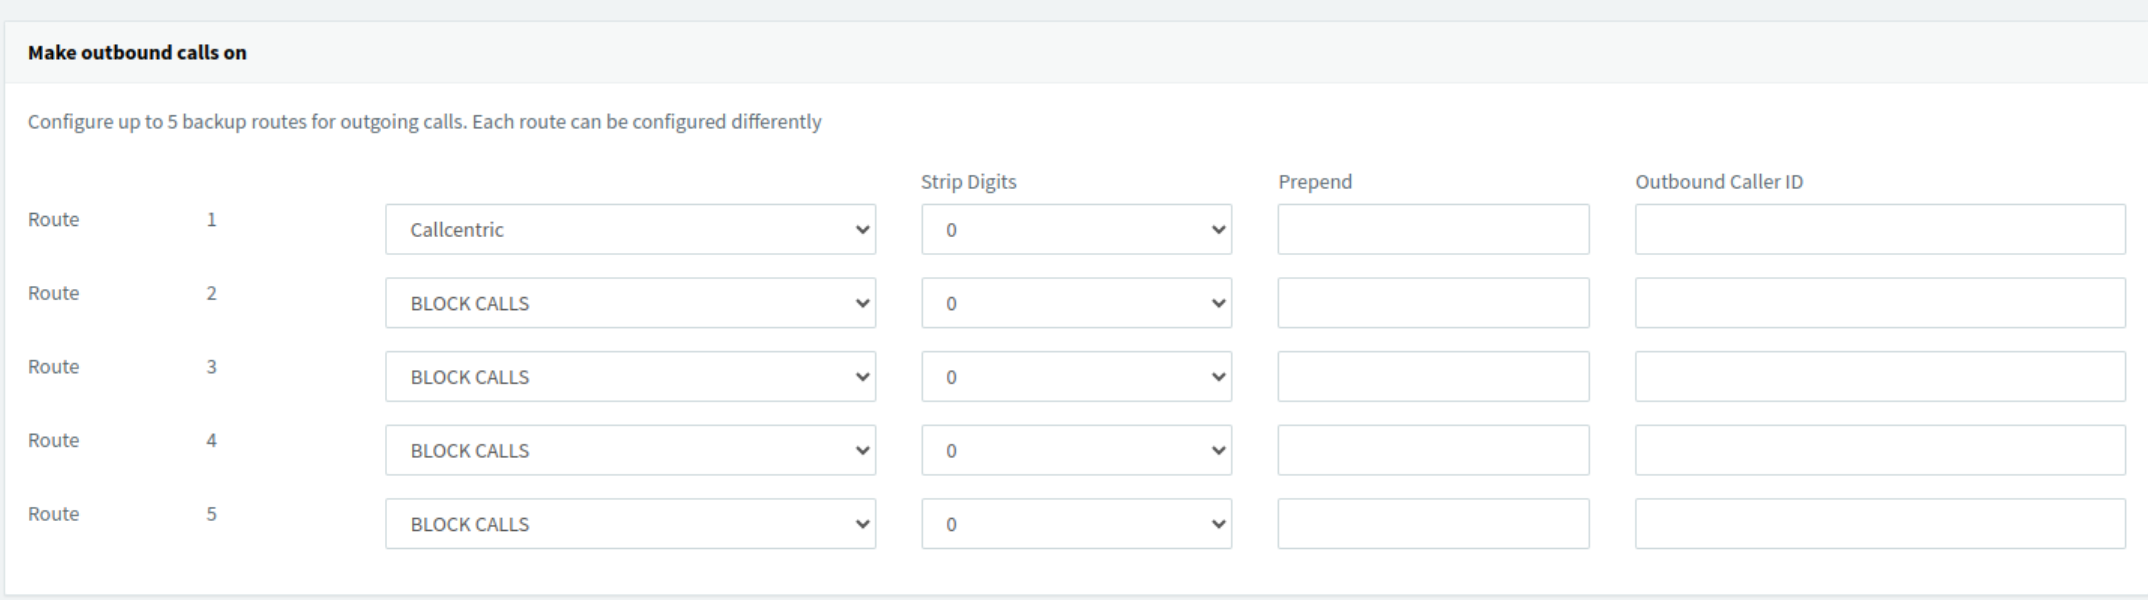 Make outbound calls on
Configure up to 5 backup routes for outgoing calls. Each route can be configured differently
Strip Digits Prepend Outbound Caller ID
Route 1 Callcentric 0
Route 2 BLOCK CALLS 0
Route 3 BLOCK CALLS 0
Route 4 BLOCK CALLS 0
Route 5 BLOCK CALLS 0